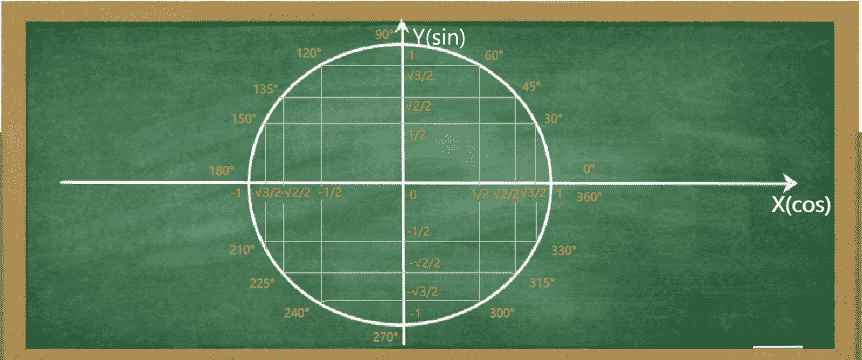 90° Y(sin)
120° 1 60°
√3/2
135° 45°
√2/2
150° 30°
1/2
180° 0°
-1 -√3/2 -√2/2 -1/2 0 1/2 √2/2 √3/2 1 360°
X(cos)
-1/2
210° 330°
-√2/2
225° 315°
-√3/2
240° -1 300°
270°